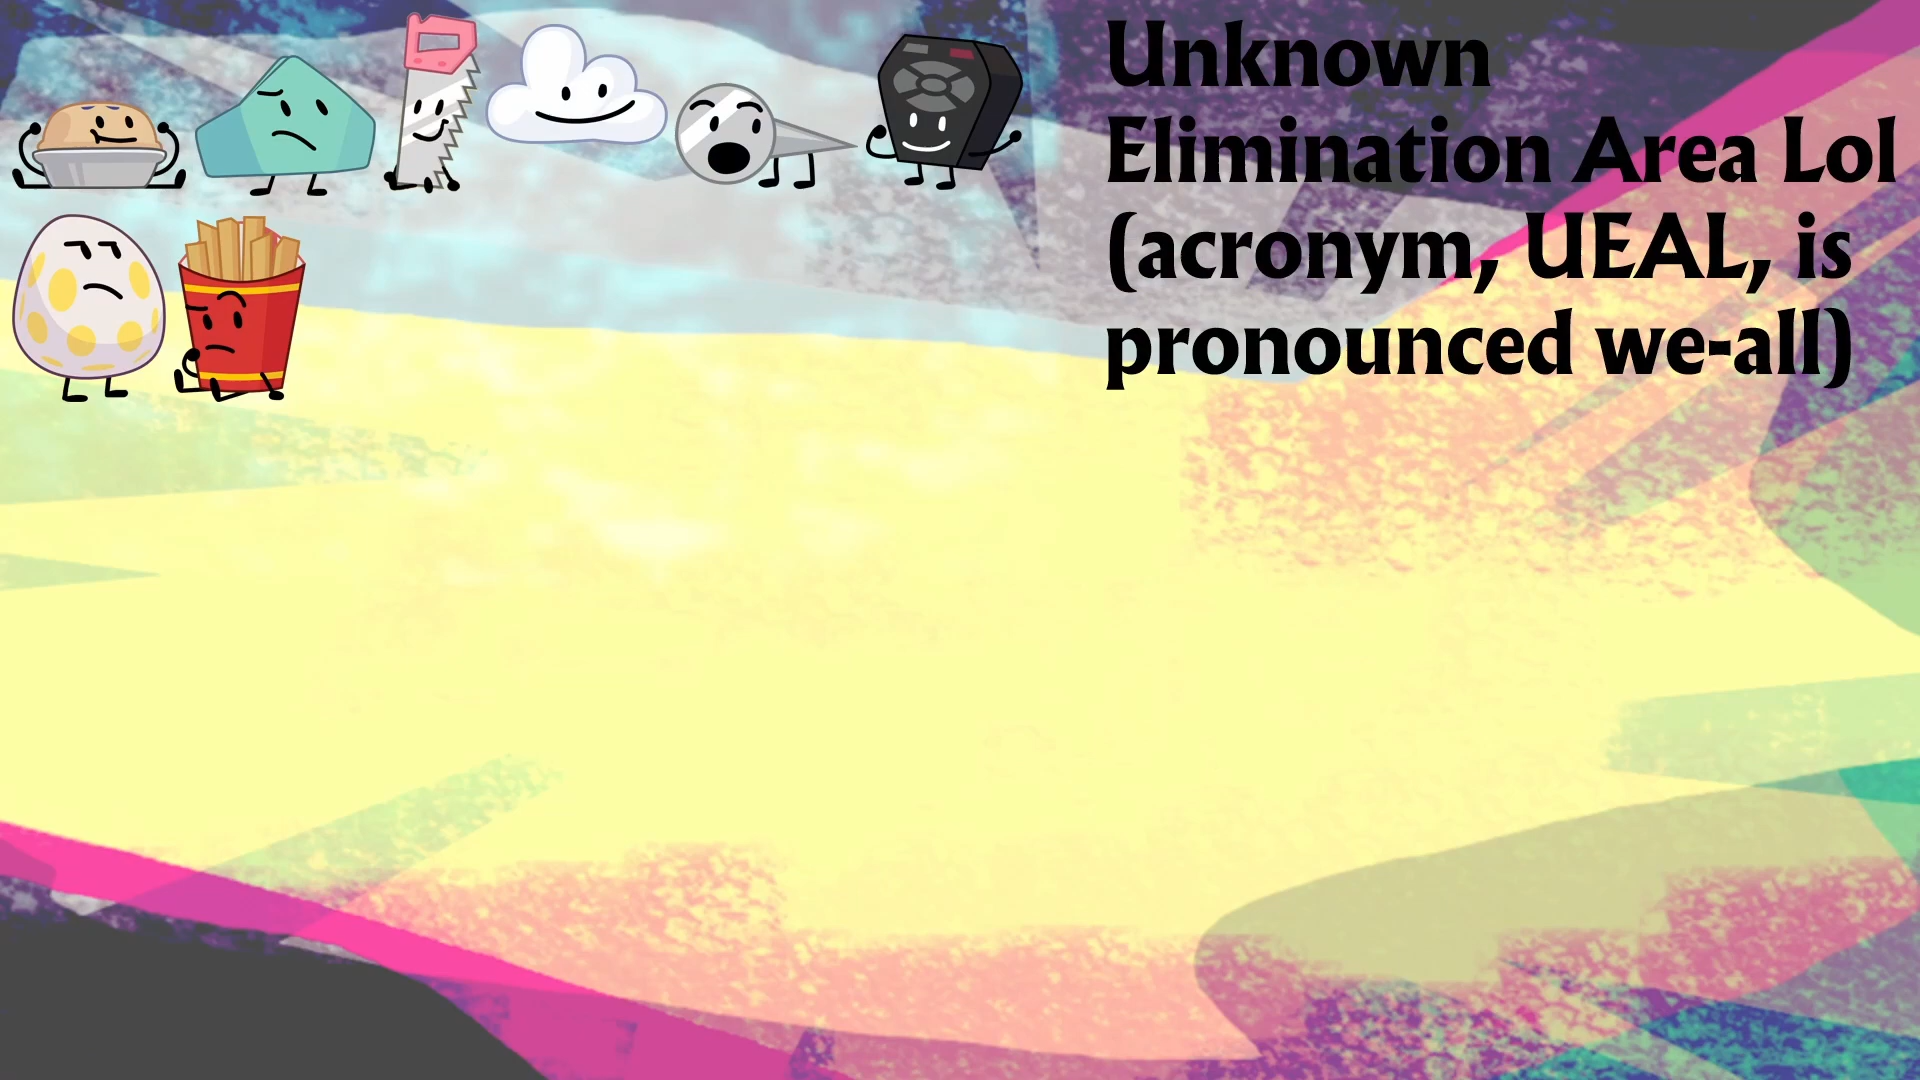 Unknown
Elimination Area Lol
(acronym, UEAL, is
pronounced we-all)